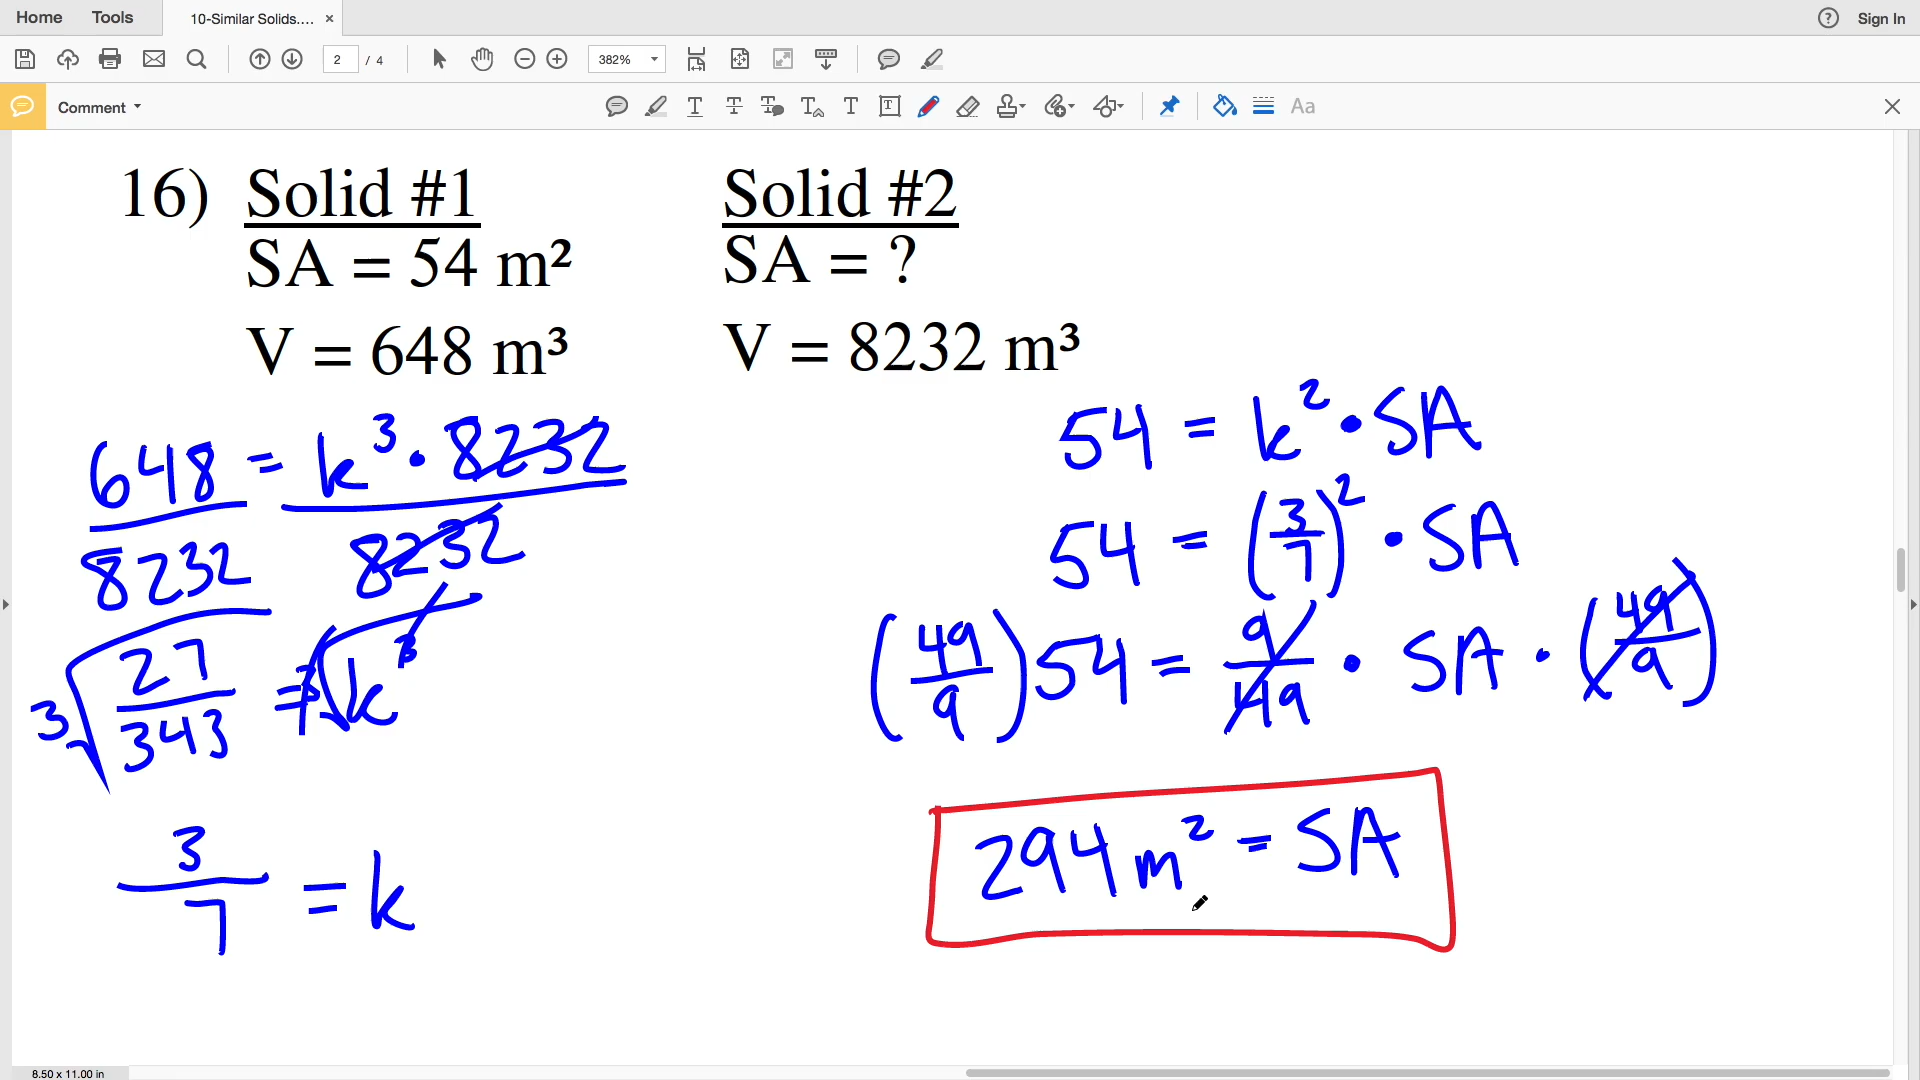 Home Tools 10-Similar Solids.... × ? Sign In
2 / 4 382%
Comment T T T T T T Aa
16) Solid #1 Solid #2
SA = 54 m² SA = ?
V = 648 m³ V = 8232 m³
648 = k³ • 8232
8232 8232
∛27/343 = ∛k³
3/7 = k
54 = k² • SA
54 = (3/7)² • SA
(49/9) 54 = 9/49 • SA • (49/9)
294 m² = SA
8.50 x 11.00 in